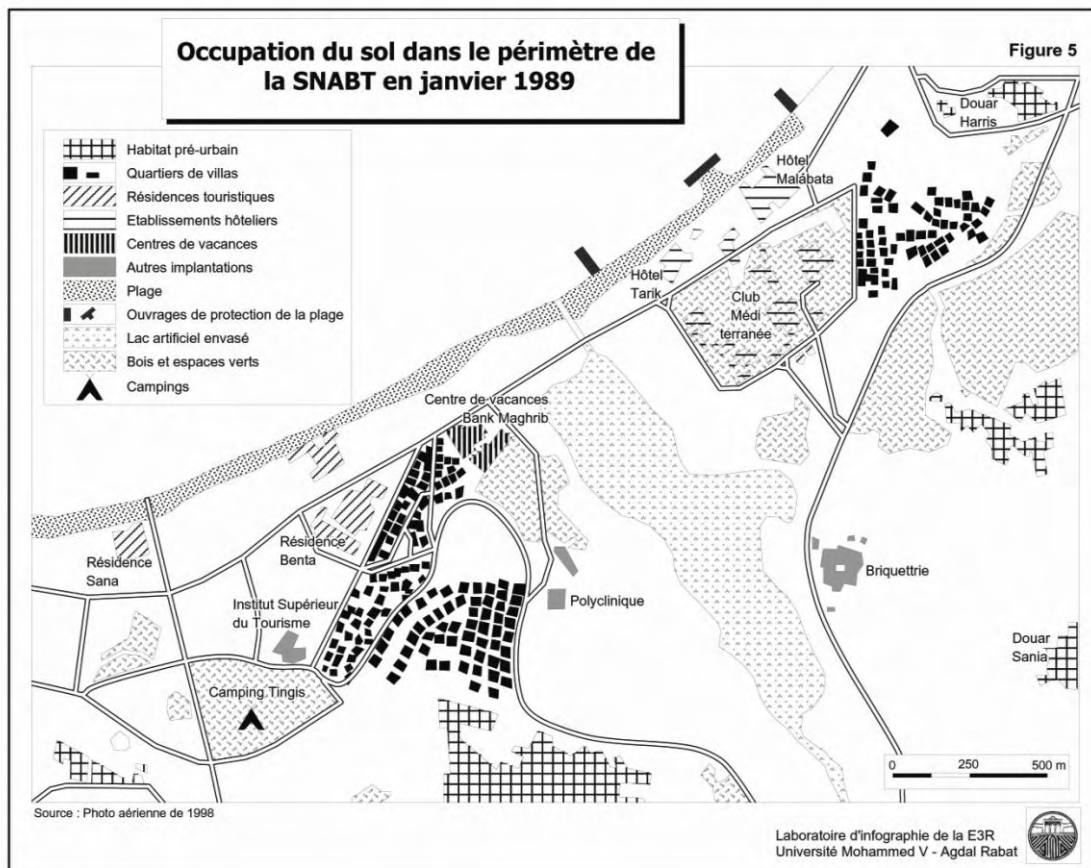 Occupation du sol dans le périmètre de
la SNABT en janvier 1989
Figure 5
Habitat pré-urbain
Quartiers de villas
Résidences touristiques
Etablissements hôteliers
Centres de vacances
Autres implantations
Plage
Ouvrages de protection de la plage
Lac artificiel envasé
Bois et espaces verts
Campings
Douar
Harris
Hôtel
Malábata
Hôtel
Tarik
Club
Médi
terranée
Centre de vacances
Bank Maghrib
Résidence
Sana
Résidence
Benta
Institut Supérieur
du Tourisme
Polyclinique
Briquettrie
Camping Tingis
Douar
Sania
0 250 500 m
Source : Photo aérienne de 1998
Laboratoire d'infographie de la E3R
Université Mohammed V - Agdal Rabat